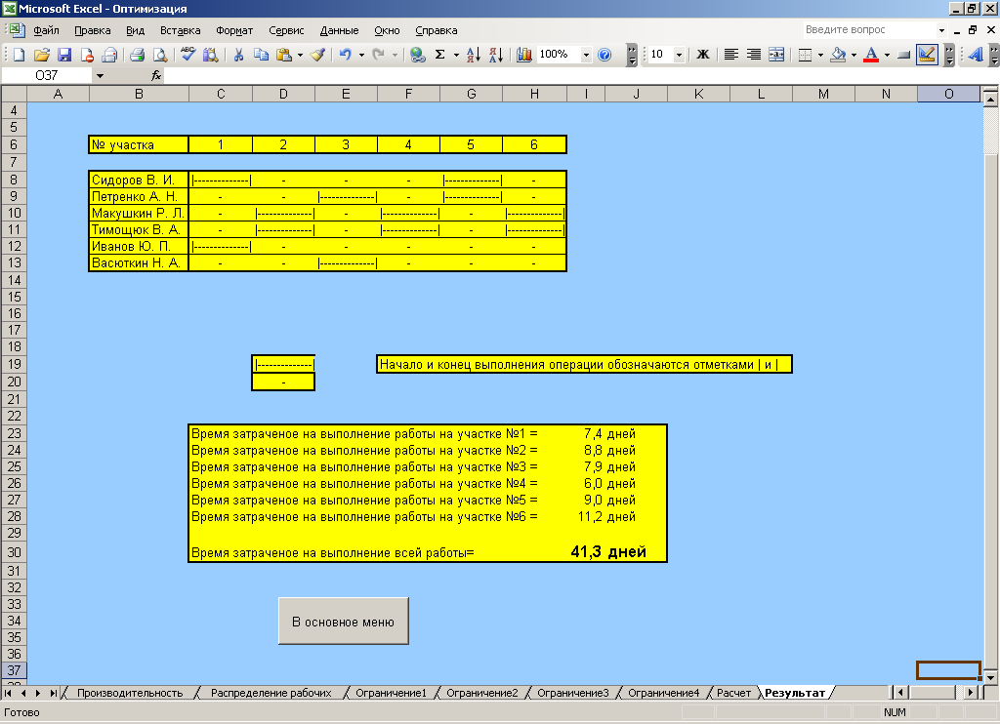 Microsoft Excel - Оптимизация
Файл Правка Вид Вставка Формат Сервис Данные Окно Справка Введите вопрос
100% 10 Ж
O37 fx
A B C D E F G H I J K L M N O
4
5
6 № участка 1 2 3 4 5 6
7
8 Сидоров В. И. |-------------| - - - |-------------| -
9 Петренко А. Н. - - |-------------| - |-------------| -
10 Макушкин Р. Л. - |-------------| - |-------------| - |-------------|
11 Тимощюк В. А. - |-------------| - |-------------| - |-------------|
12 Иванов Ю. П. |-------------| - - - - -
13 Васюткин Н. А. - - |-------------| - - -
14
15
16
17
18
19 |-------------| Начало и конец выполнения операции обозначаются отметками | и |
20 -
21
22
23 Время затраченое на выполнение работы на участке №1 = 7,4 дней
24 Время затраченое на выполнение работы на участке №2 = 8,8 дней
25 Время затраченое на выполнение работы на участке №3 = 7,9 дней
26 Время затраченое на выполнение работы на участке №4 = 6,0 дней
27 Время затраченое на выполнение работы на участке №5 = 9,0 дней
28 Время затраченое на выполнение работы на участке №6 = 11,2 дней
29
30 Время затраченое на выполнение всей работы= 41,3 дней
31
32
33
34 В основное меню
35
36
37
Производительность Распределение рабочих Ограничение1 Ограничение2 Ограничение3 Ограничение4 Расчет Результат
Готово NUM